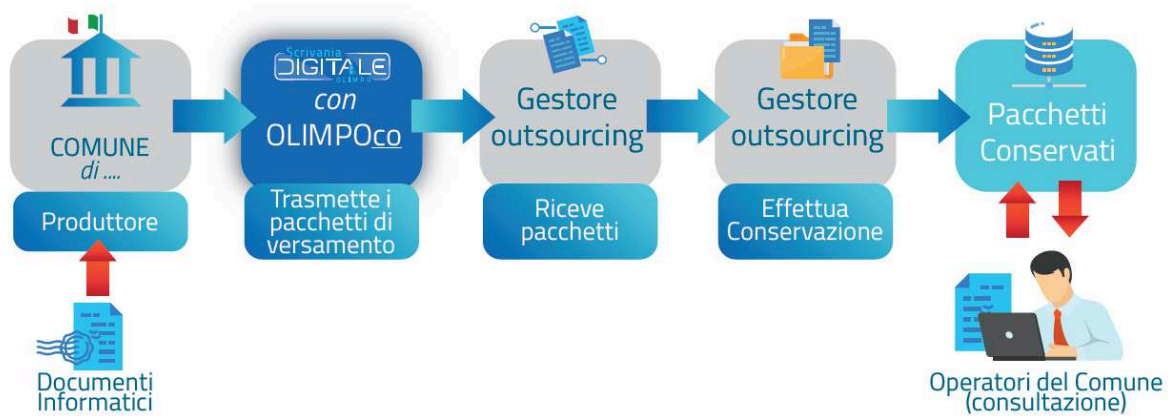 COMUNE
di ....
Produttore
Documenti
Informatici
Scrivania
DIGITALE
OLIMPO
con
OLIMPOco
Trasmette i
pacchetti di
versamento
Gestore
outsourcing
Riceve
pacchetti
Gestore
outsourcing
Effettua
Conservazione
Pacchetti
Conservati
Operatori del Comune
(consultazione)